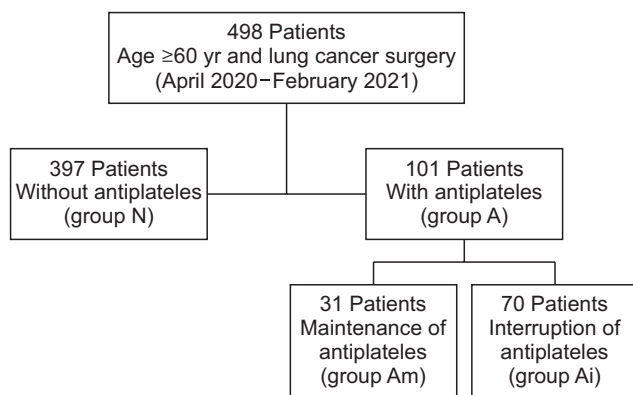 498 Patients
Age ≥60 yr and lung cancer surgery
(April 2020−February 2021)
397 Patients
Without antiplateles
(group N)
101 Patients
With antiplateles
(group A)
31 Patients
Maintenance of
antiplateles
(group Am)
70 Patients
Interruption of
antiplateles
(group Ai)